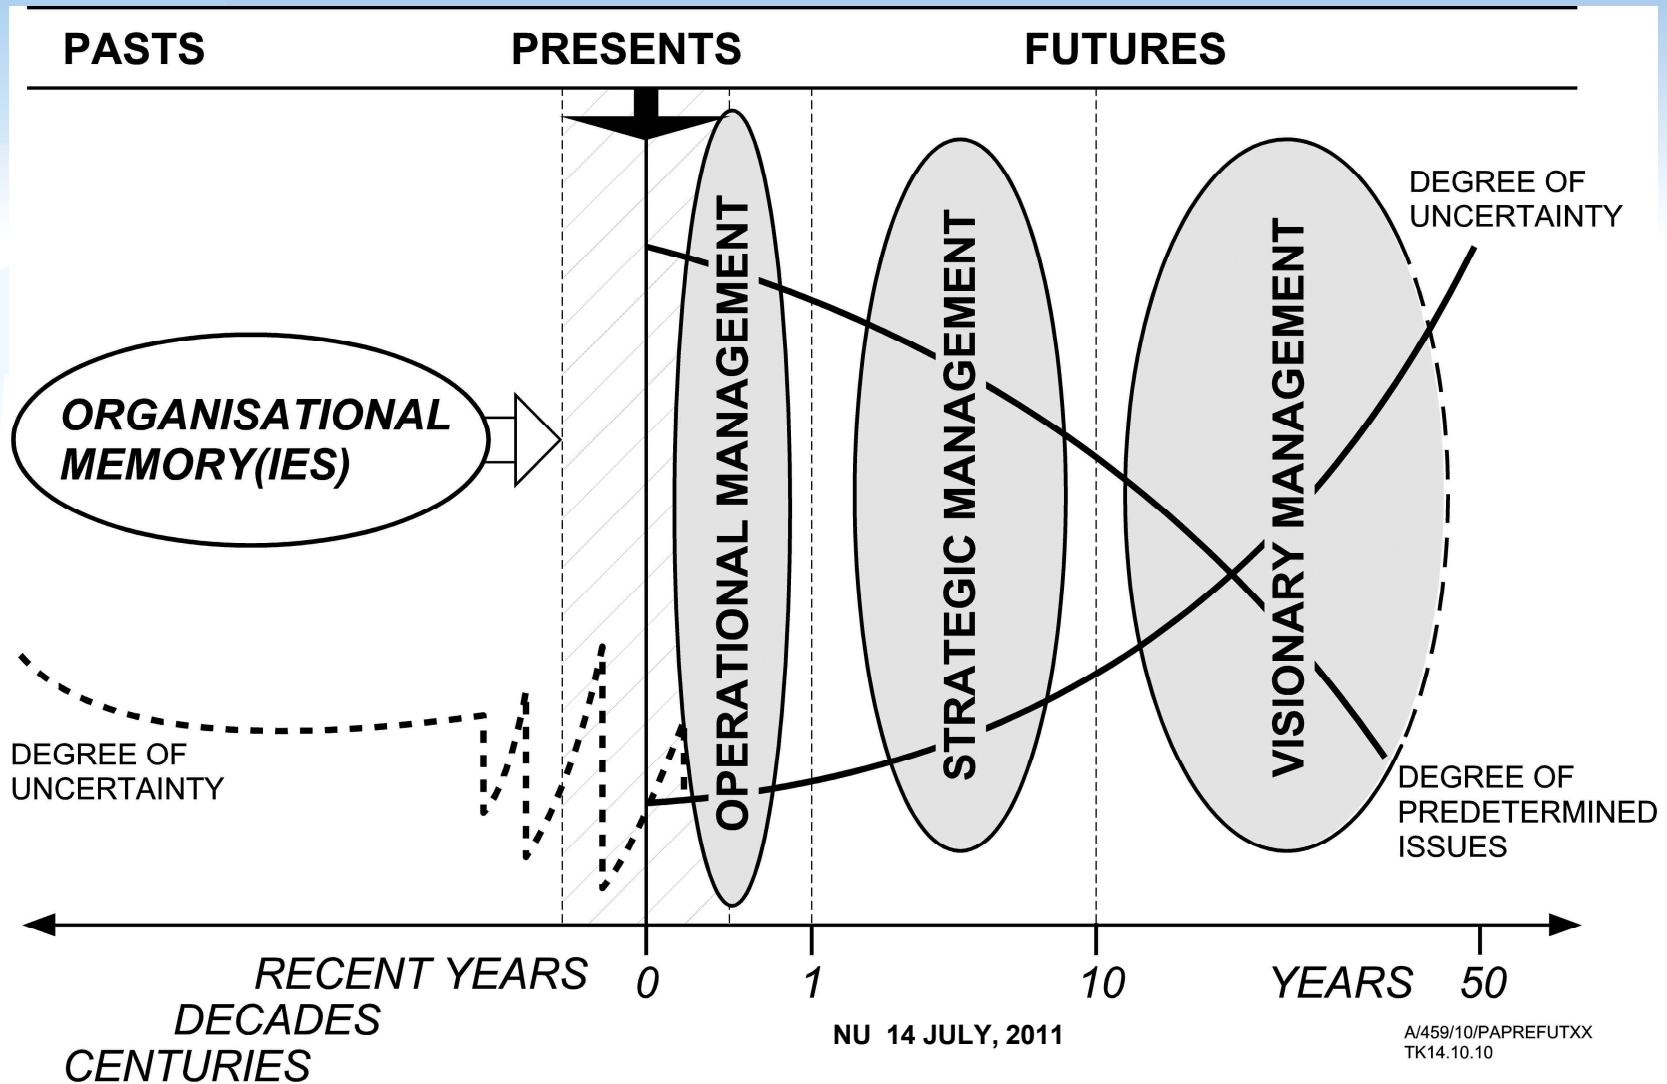 PASTS
PRESENTS
FUTURES
DEGREE OF
UNCERTAINTY
ORGANISATIONAL
MEMORY(IES)
OPERATIONAL MANAGEMENT
STRATEGIC MANAGEMENT
VISIONARY MANAGEMENT
DEGREE OF
UNCERTAINTY
DEGREE OF
PREDETERMINED
ISSUES
RECENT YEARS
DECADES
CENTURIES
0
1
10
YEARS
50
NU 14 JULY, 2011
A/459/10/PAPREFUTXX
TK14.10.10